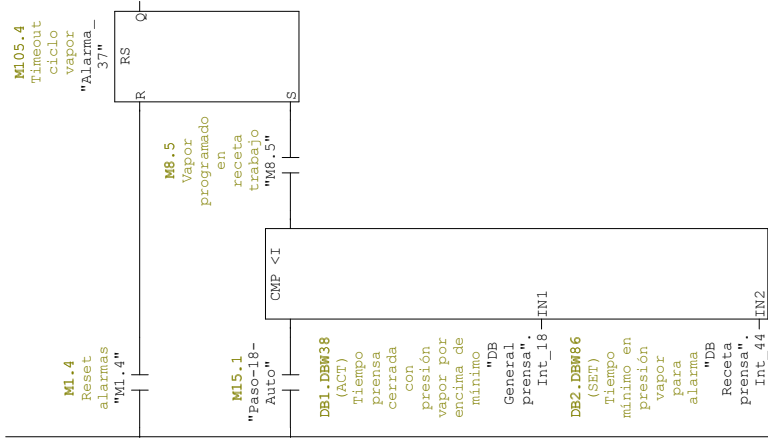 M1.4
Reset
alarmas
"M1.4"
R
M105.4
Timeout
ciclo
vapor
"Alarma_
37"
RS
Q
M15.1
"Paso-18-
Auto"
CMP <I
M8.5
Vapor
programado
en
receta
trabajo
"M8.5"
S
DB1.DBW38
(ACT)
Tiempo
prensa
cerrada
con
presión
vapor por
encima de
mínimo
"DB
General
prensa".
Int_18
IN1
DB2.DBW86
(SET)
Tiempo
mínimo en
presión
vapor
para
alarma
"DB
Receta
prensa".
Int_44
IN2